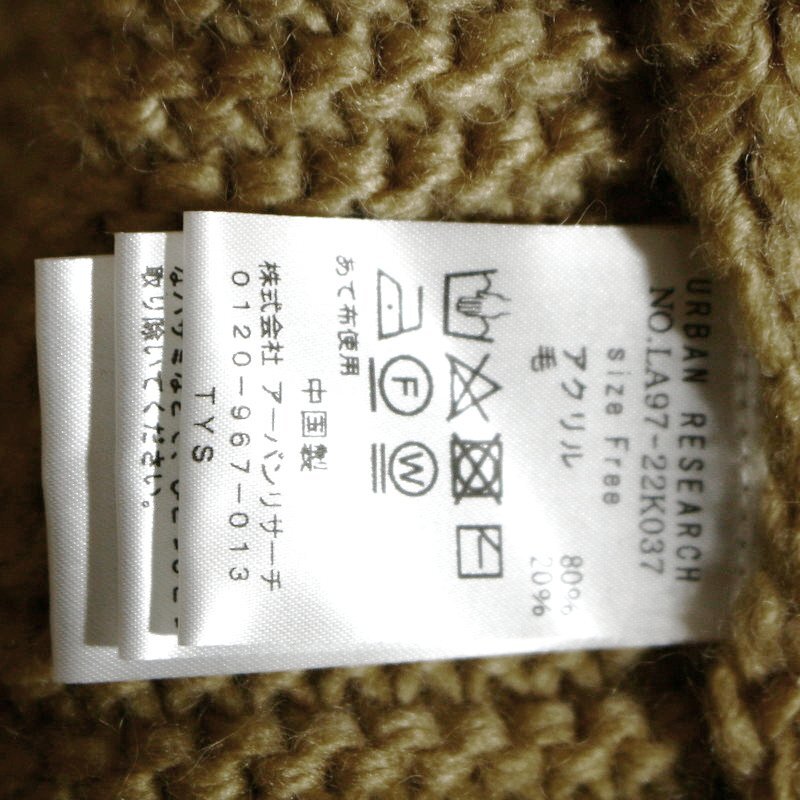 URBAN RESEARCH
NO.LA97-22K037
size Free
アクリル 80%
毛 20%
F
W
あて布使用
中国製
株式会社 アーバンリサーチ
0120-967-013
TYS
取り除いてください。